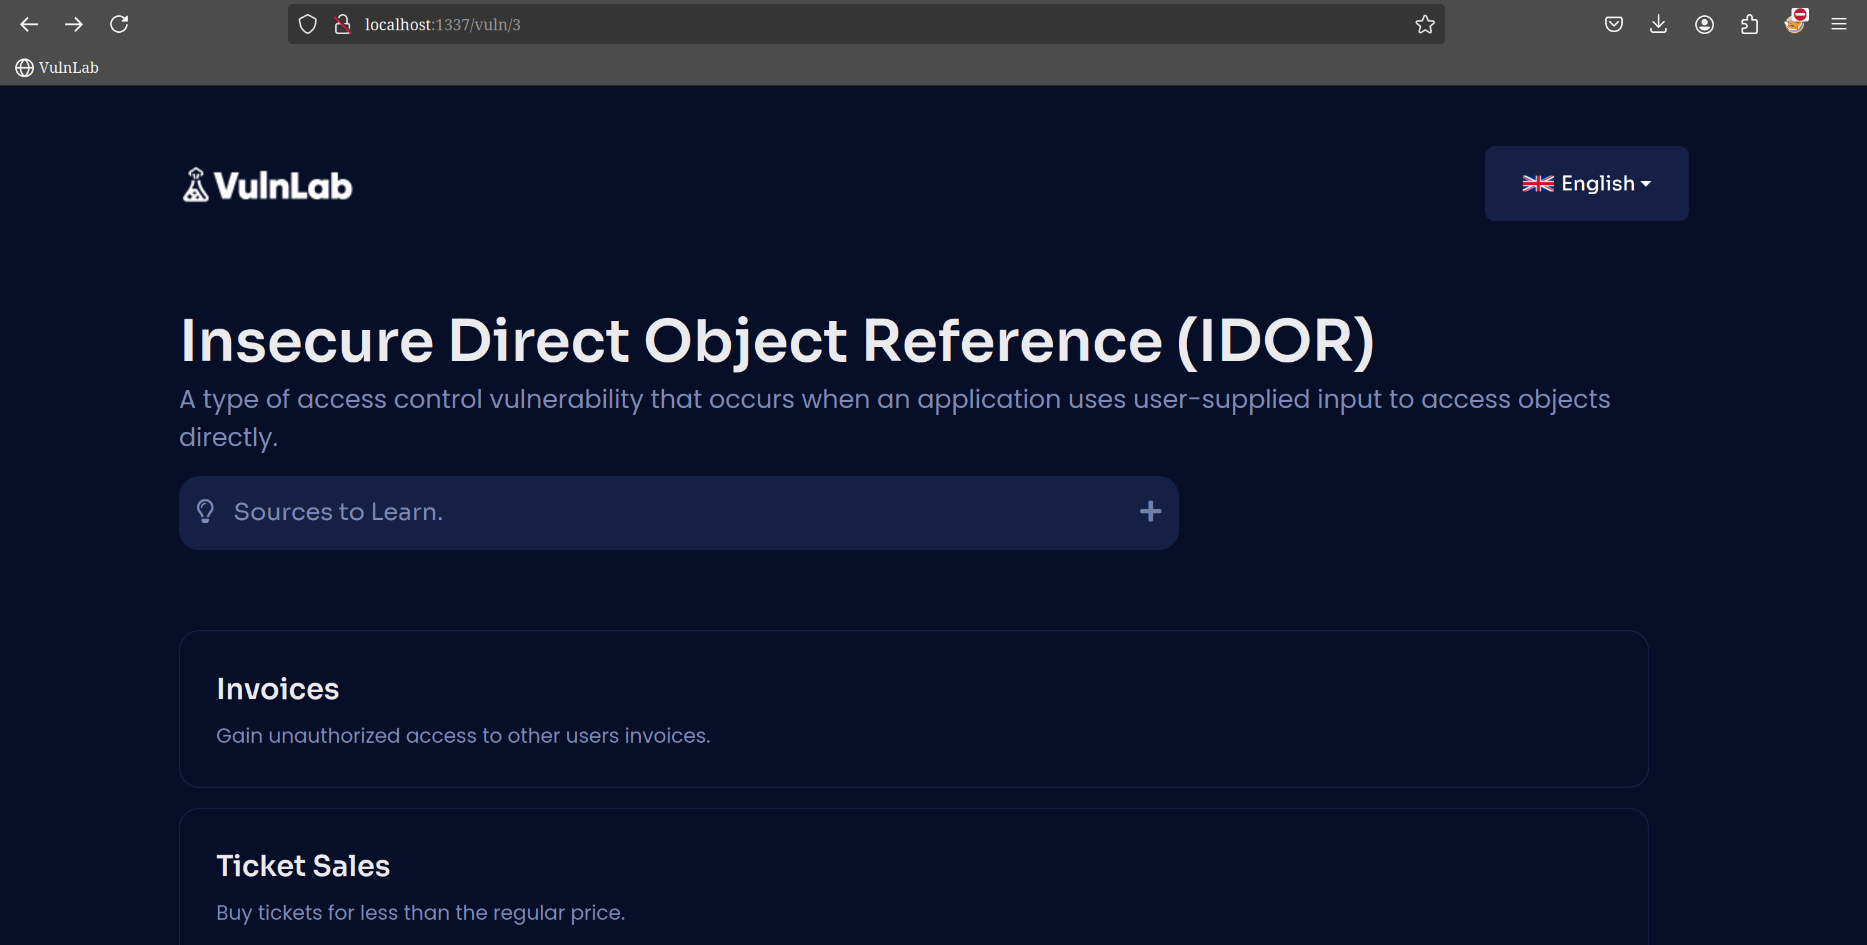 localhost:1337/vuln/3
VulnLab
VulnLab
English
Insecure Direct Object Reference (IDOR)
A type of access control vulnerability that occurs when an application uses user-supplied input to access objects
directly.
Sources to Learn.
Invoices
Gain unauthorized access to other users invoices.
Ticket Sales
Buy tickets for less than the regular price.